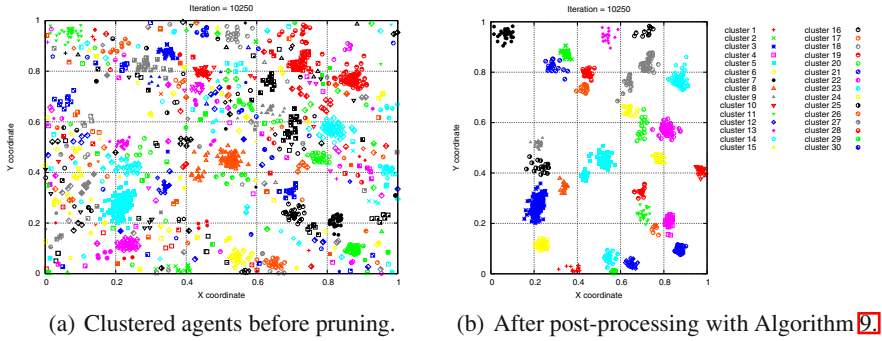 Iteration = 10250
1
0.8
0.6
0.4
0.2
0
Y coordinate
0 0.2 0.4 0.6 0.8 1
X coordinate
(a) Clustered agents before pruning.
Iteration = 10250
1
0.8
0.6
0.4
0.2
0
Y coordinate
0 0.2 0.4 0.6 0.8 1
X coordinate
cluster 1 cluster 16
cluster 2 cluster 17
cluster 3 cluster 18
cluster 4 cluster 19
cluster 5 cluster 20
cluster 6 cluster 21
cluster 7 cluster 22
cluster 8 cluster 23
cluster 9 cluster 24
cluster 10 cluster 25
cluster 11 cluster 26
cluster 12 cluster 27
cluster 13 cluster 28
cluster 14 cluster 29
cluster 15 cluster 30
(b) After post-processing with Algorithm 9.